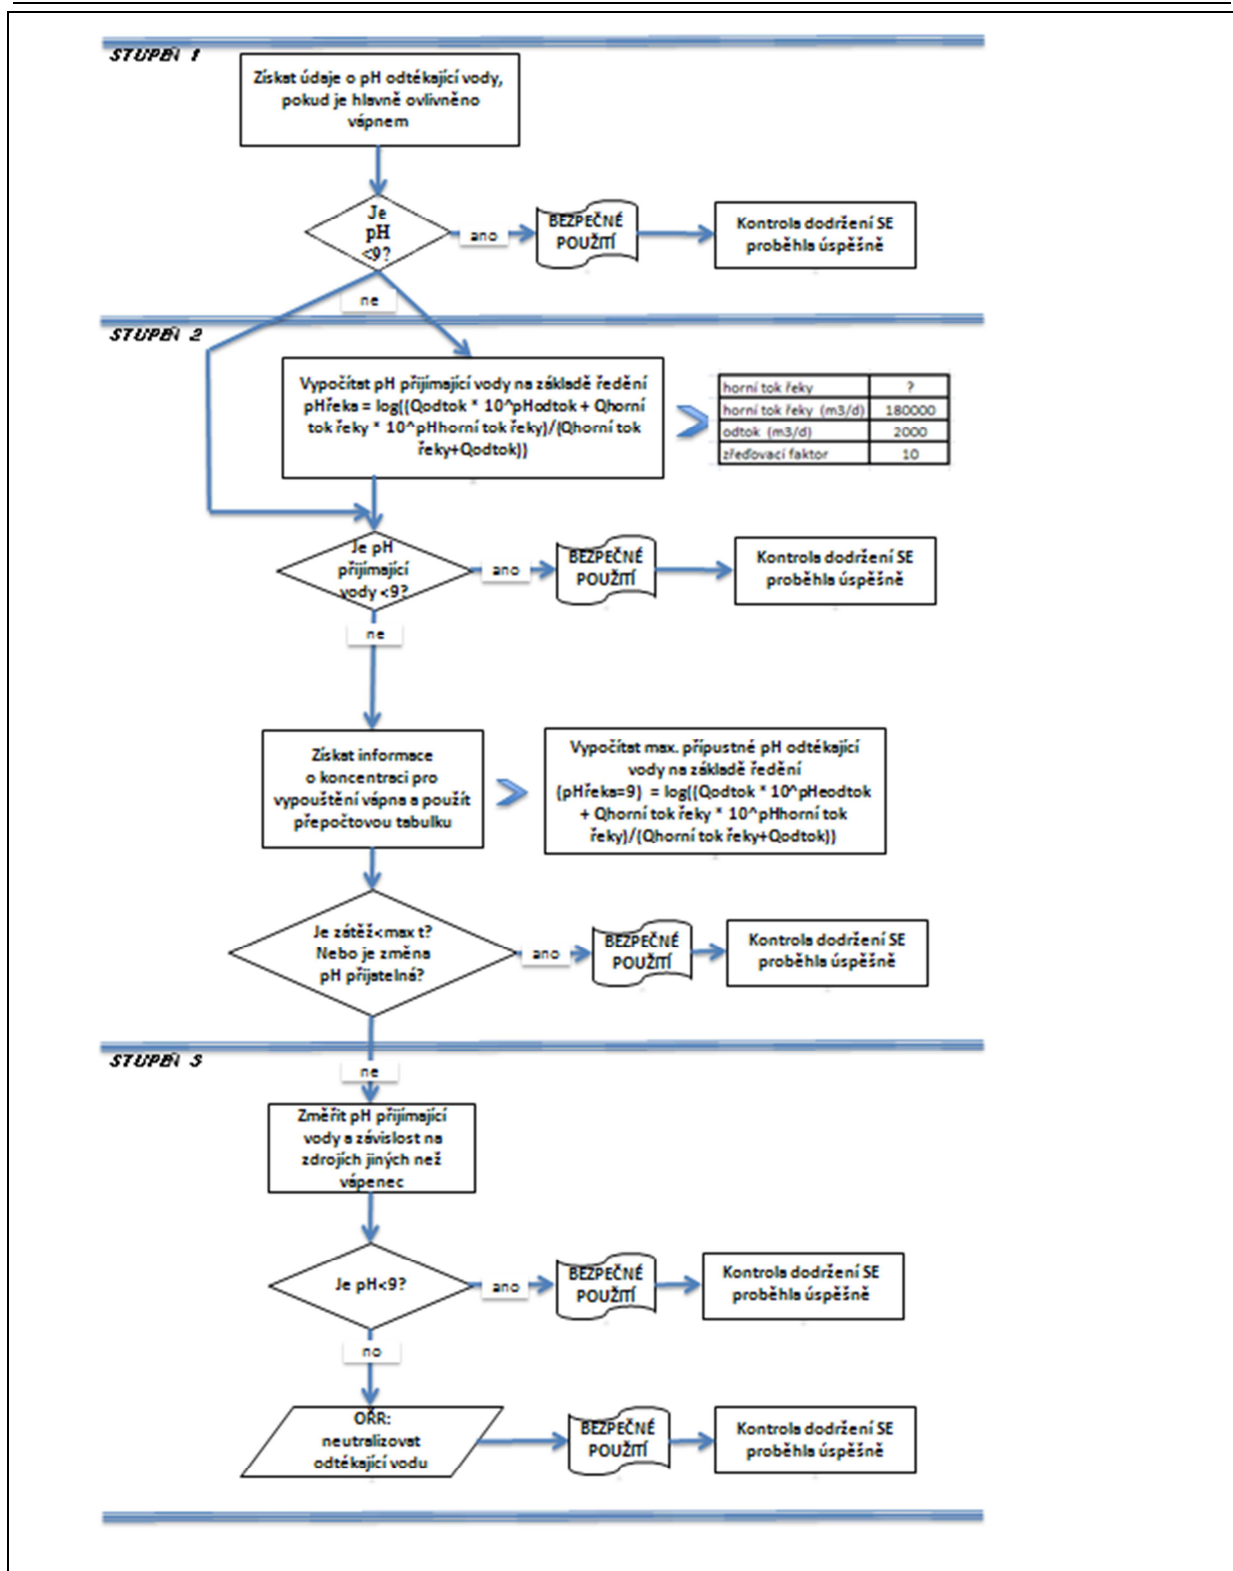 STUPEŇ 1
Získat údaje o pH odtékající vody,
pokud je hlavně ovlivněno
vápnem
Je
pH
<9?
ano
BEZPEČNÉ
POUŽITÍ
Kontrola dodržení SE
proběhla úspěšně
ne
STUPEŇ 2
Vypočítat pH přijímající vody na základě ředění
pHřeka = log((Qodtok * 10^pHodtok + Qhorní
tok řeky * 10^pHhorní tok řeky)/(Qhorní tok
řeky+Qodtok))
horní tok řeky ?
horní tok řeky (m3/d) 180000
odtok (m3/d) 2000
zřeďovací faktor 10
Je pH
přijímající
vody <9?
ano
BEZPEČNÉ
POUŽITÍ
Kontrola dodržení SE
proběhla úspěšně
ne
Získat informace
o koncentraci pro
vypouštění vápna a použít
přepočtovou tabulku
Vypočítat max. přípustné pH odtékající
vody na základě ředění
(pHřeka=9) = log((Qodtok * 10^pHeodtok
+ Qhorní tok řeky * 10^pHhorní tok
řeky)/(Qhorní tok řeky+Qodtok))
Je zátěž<max t?
Nebo je změna
pH přijatelná?
ano
BEZPEČNÉ
POUŽITÍ
Kontrola dodržení SE
proběhla úspěšně
STUPEŇ 3
ne
Změřit pH přijímající
vody a závislost na
zdrojích jiných než
vápenec
Je pH<9?
ano
BEZPEČNÉ
POUŽITÍ
Kontrola dodržení SE
proběhla úspěšně
no
OŘR:
neutralizovat
odtékající vodu
BEZPEČNÉ
POUŽITÍ
Kontrola dodržení SE
proběhla úspěšně